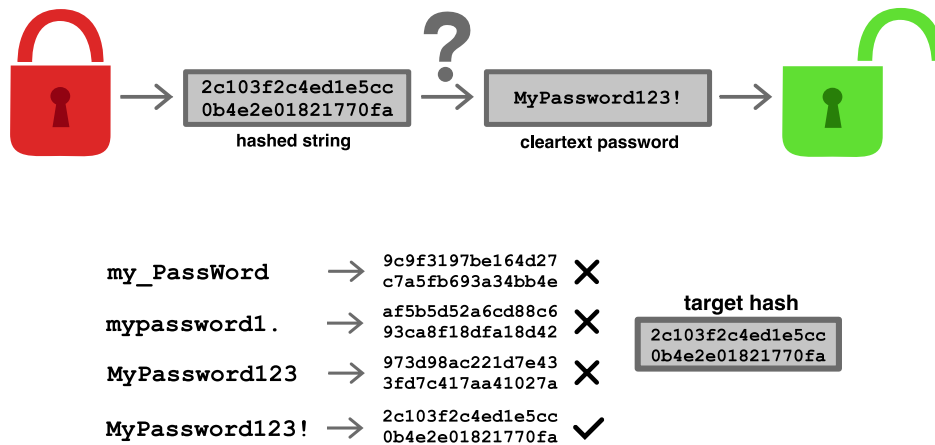 ?
2c103f2c4ed1e5cc
0b4e2e01821770fa
hashed string
MyPassword123!
cleartext password
my_PassWord
9c9f3197be164d27
c7a5fb693a34bb4e
mypassword1.
af5b5d52a6cd88c6
93ca8f18dfa18d42
MyPassword123
973d98ac221d7e43
3fd7c417aa41027a
MyPassword123!
2c103f2c4ed1e5cc
0b4e2e01821770fa
target hash
2c103f2c4ed1e5cc
0b4e2e01821770fa